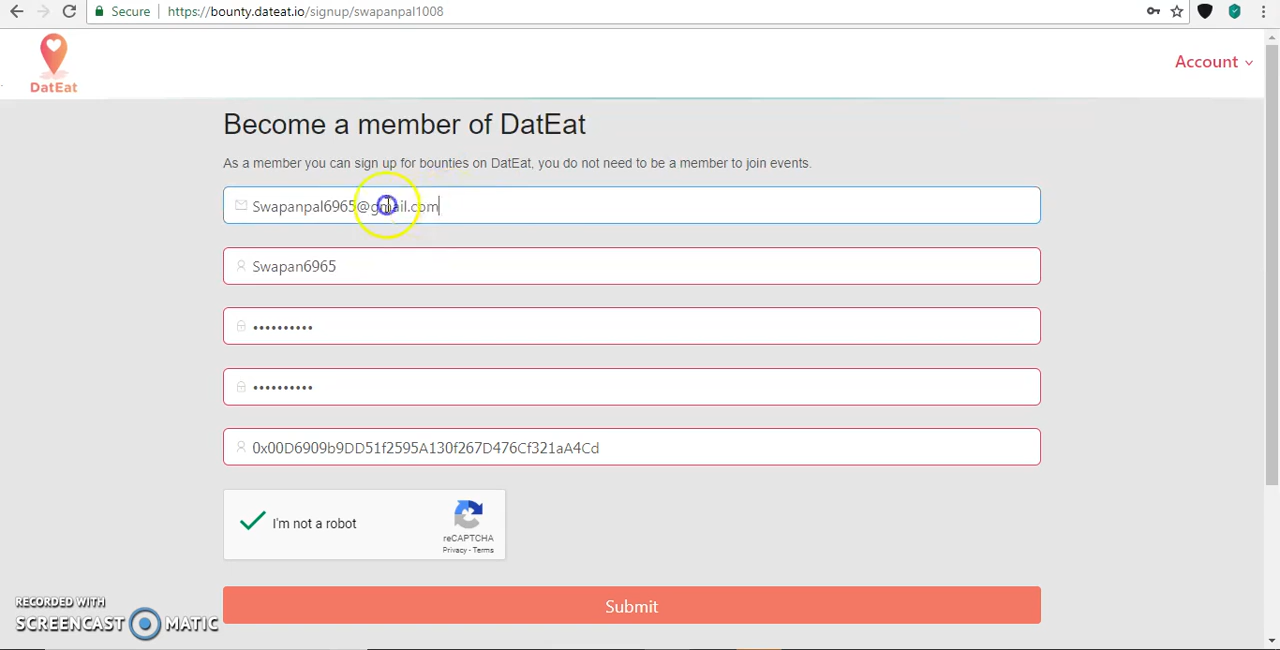 Secure
https://bounty.dateat.io/signup/swapanpal1008
DatEat
Account
Become a member of DatEat
As a member you can sign up for bounties on DatEat, you do not need to be a member to join events.
Swapanpal6965@gmail.com
Swapan6965
••••••••••
••••••••••
0x00D6909b9DD51f2595A130f267D476Cf321aA4Cd
I'm not a robot
reCAPTCHA
Privacy - Terms
Submit
RECORDED WITH
SCREENCAST MATIC